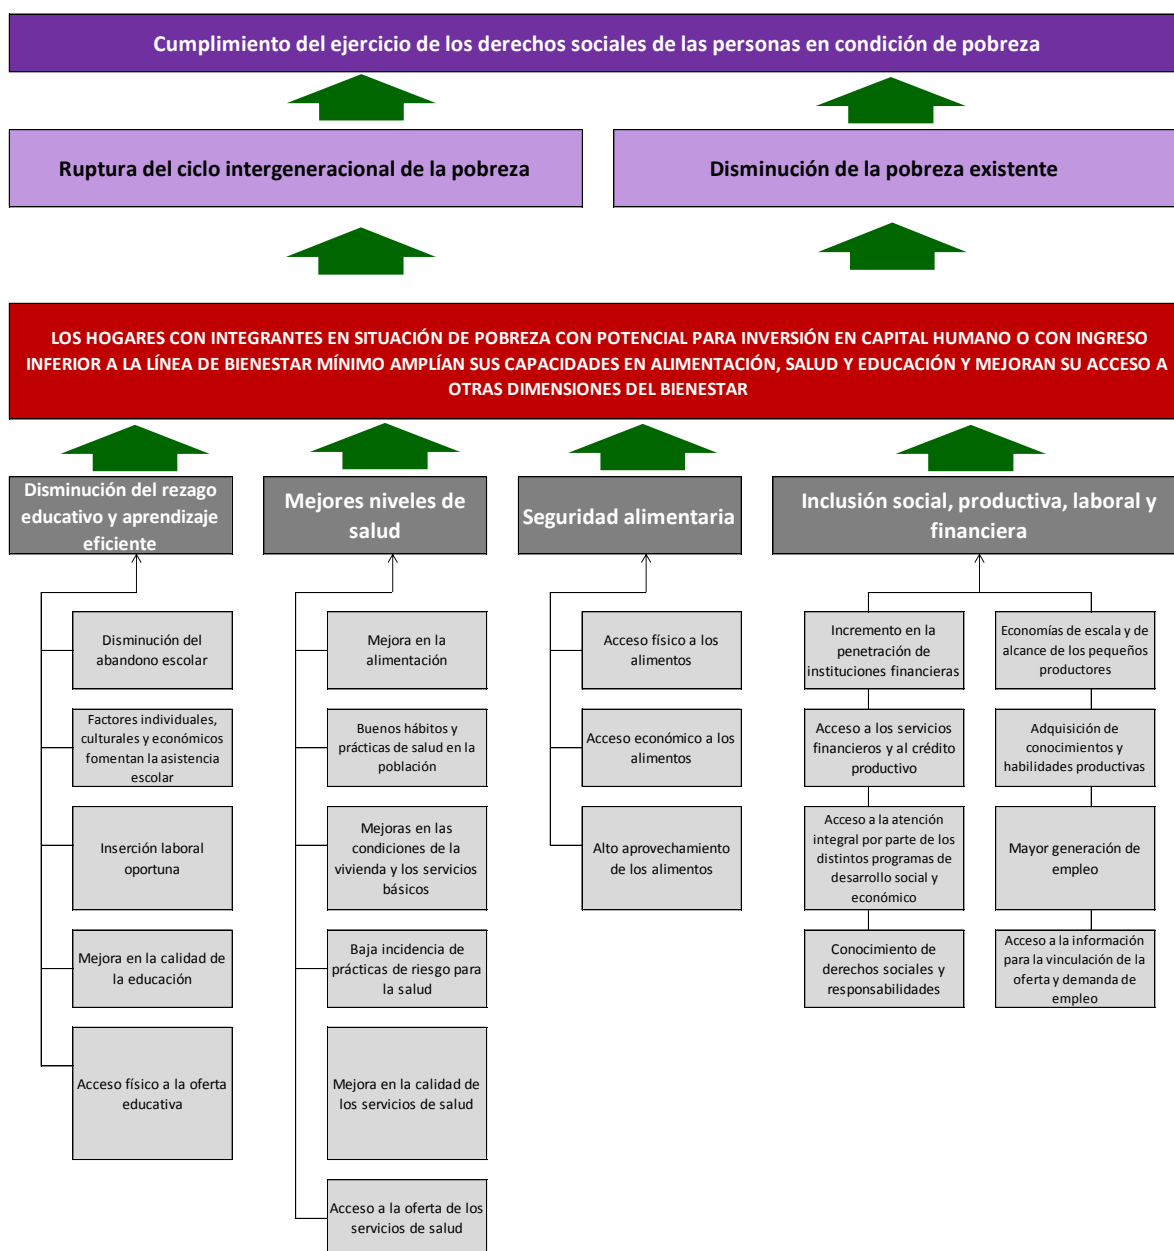 Cumplimiento del ejercicio de los derechos sociales de las personas en condición de pobreza
Ruptura del ciclo intergeneracional de la pobreza
Disminución de la pobreza existente
LOS HOGARES CON INTEGRANTES EN SITUACIÓN DE POBREZA CON POTENCIAL PARA INVERSIÓN EN CAPITAL HUMANO O CON INGRESO
INFERIOR A LA LÍNEA DE BIENESTAR MÍNIMO AMPLÍAN SUS CAPACIDADES EN ALIMENTACIÓN, SALUD Y EDUCACIÓN Y MEJORAN SU ACCESO A
OTRAS DIMENSIONES DEL BIENESTAR
Disminución del rezago
educativo y aprendizaje
eficiente
Disminución del
abandono escolar
Factores individuales,
culturales y económicos
fomentan la asistencia
escolar
Inserción laboral
oportuna
Mejora en la calidad de
la educación
Acceso físico a la oferta
educativa
Mejores niveles de
salud
Mejora en la
alimentación
Buenos hábitos y
prácticas de salud en la
población
Mejoras en las
condiciones de la
vivienda y los servicios
básicos
Baja incidencia de
prácticas de riesgo para
la salud
Mejora en la calidad de
los servicios de salud
Acceso a la oferta de los
servicios de salud
Seguridad alimentaria
Acceso físico a los
alimentos
Acceso económico a los
alimentos
Alto aprovechamiento
de los alimentos
Inclusión social, productiva, laboral y
financiera
Incremento en la
penetración de
instituciones financieras
Acceso a los servicios
financieros y al crédito
productivo
Acceso a la atención
integral por parte de los
distintos programas de
desarrollo social y
económico
Conocimiento de
derechos sociales y
responsabilidades
Economías de escala y de
alcance de los pequeños
productores
Adquisición de
conocimientos y
habilidades productivas
Mayor generación de
empleo
Acceso a la información
para la vinculación de la
oferta y demanda de
empleo